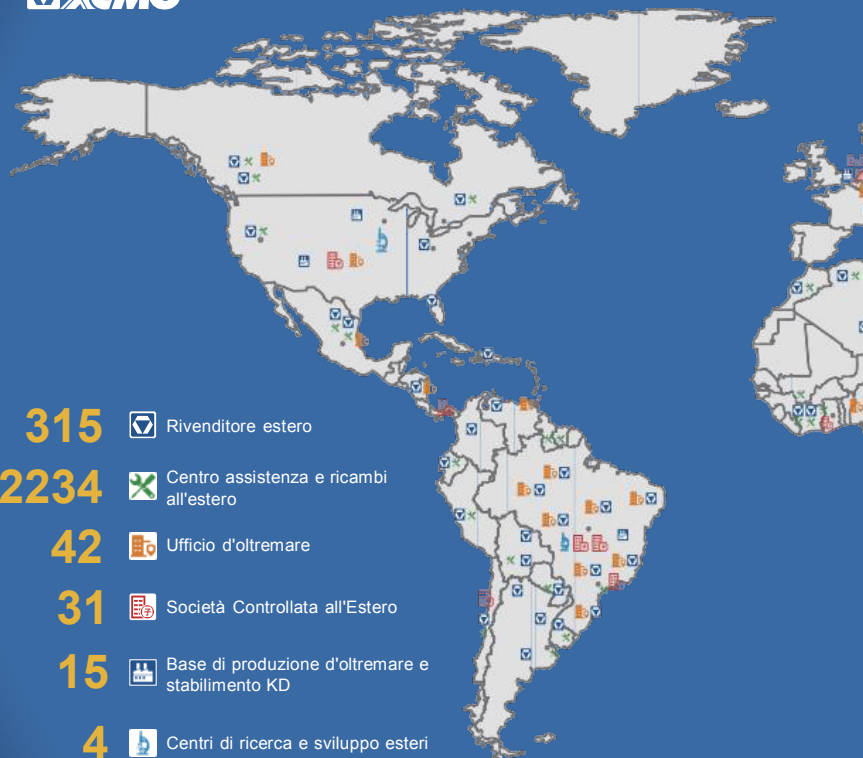 XCMG
315 Rivenditore estero
2234 Centro assistenza e ricambi
all'estero
42 Ufficio d'oltremare
31 Società Controllata all'Estero
15 Base di produzione d'oltremare e
stabilimento KD
4 Centri di ricerca e sviluppo esteri